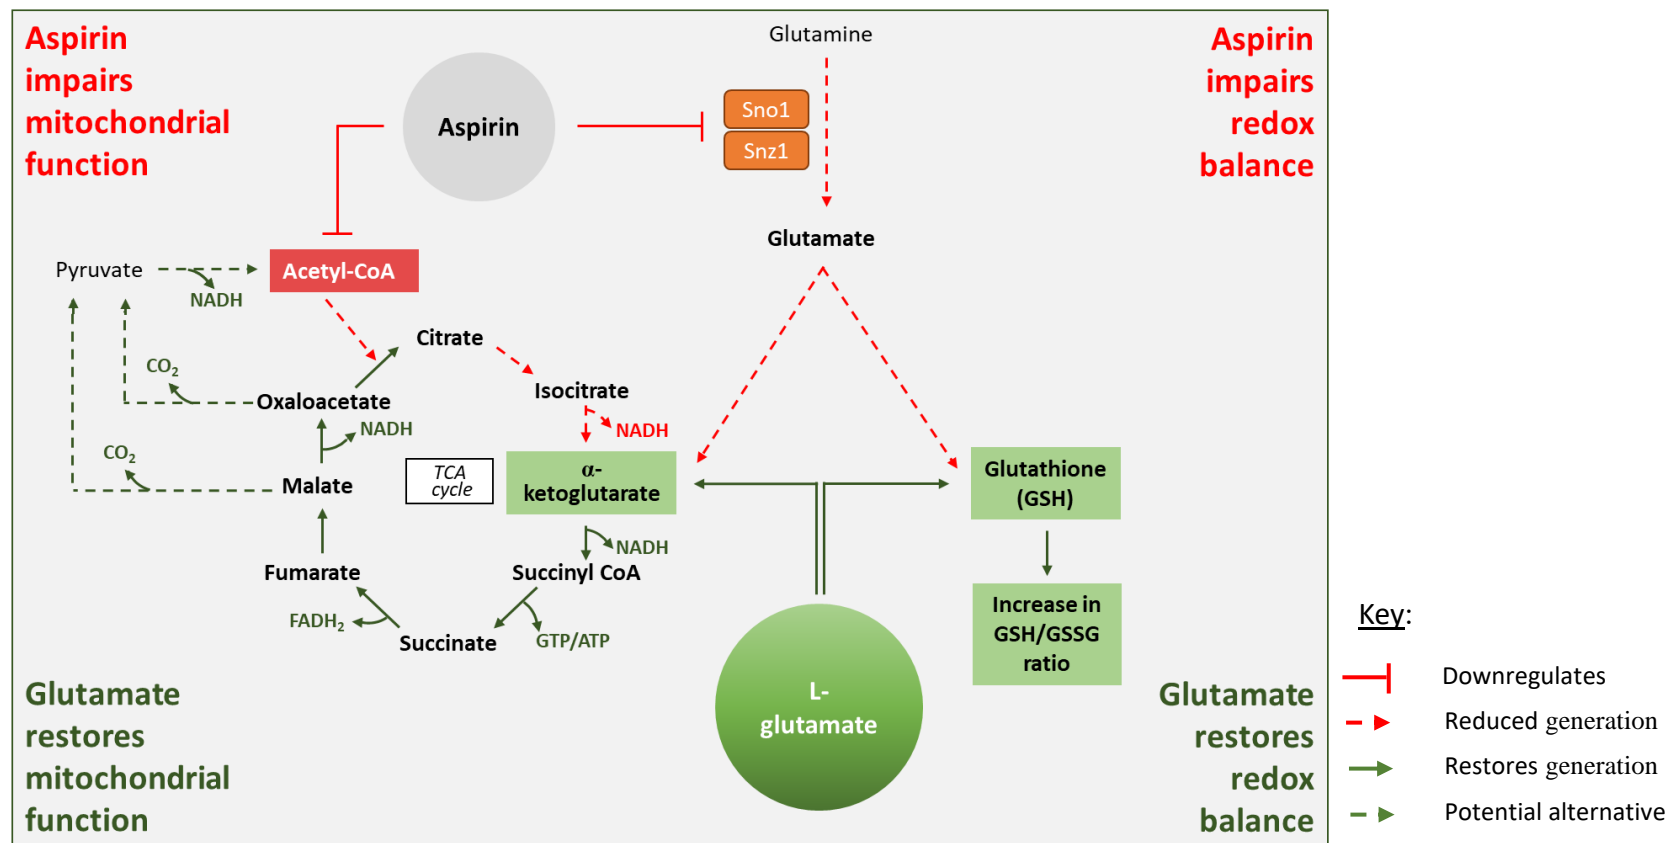 Aspirin
impairs
mitochondrial
function
Aspirin
Glutamine
Sno1
Snz1
Aspirin
impairs
redox
balance
Glutamate
Pyruvate
NADH
Acetyl-CoA
Citrate
CO₂
Oxaloacetate
NADH
Isocitrate
NADH
CO₂
Malate
TCA
cycle
α-
ketoglutarate
Glutathione
(GSH)
NADH
Fumarate
Succinyl CoA
FADH₂
Succinate
GTP/ATP
Increase in
GSH/GSSG
ratio
L-
glutamate
Glutamate
restores
mitochondrial
function
Glutamate
restores
redox
balance
Key:
Downregulates
Reduced generation
Restores generation
Potential alternative